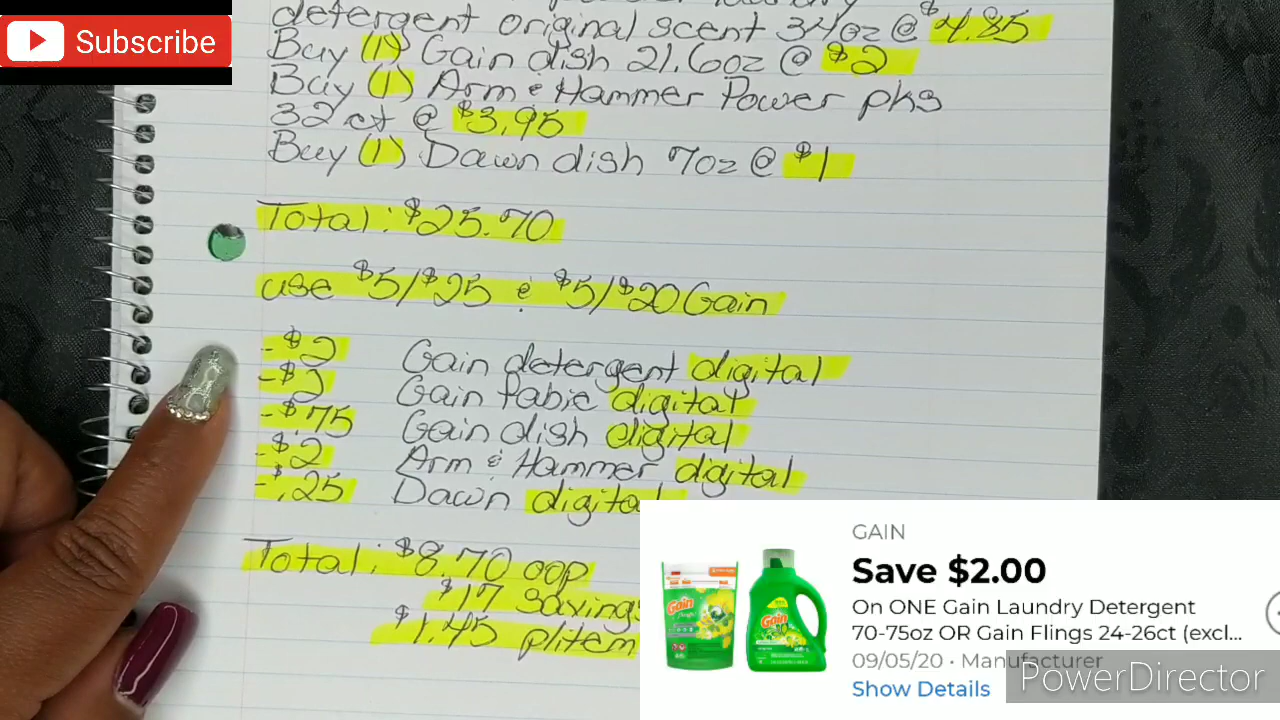 Subscribe
detergent original scent 34oz @ $4.85
Buy (1) Gain dish 21.6oz @ $2
Buy (1) Arm & Hammer Power pks
32 ct @ $3.95
Buy (1) Dawn dish 7oz @ $1
Total: $25.70
use $5/$25 & $5/$20 Gain
-$2 Gain detergent digital
-$2 Gain fabic digital
-$.75 Gain dish digital
-$2 Arm & Hammer digital
-$.25 Dawn digital
Total: $8.70 oop
$17 savings
$1.45 p/item
GAIN
Save $2.00
On ONE Gain Laundry Detergent
70-75oz OR Gain Flings 24-26ct (excl...
09/05/20 • Manufacturer
Show Details
PowerDirector
Gain
Gain